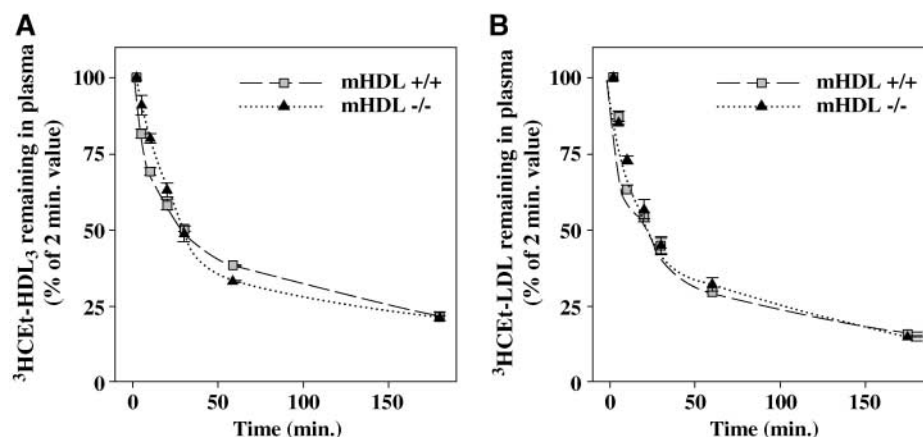 A
³HCEt-HDL₃ remaining in plasma
(% of 2 min. value)
100
75
50
25
0
mHDL +/+
mHDL -/-
0
50
100
150
Time (min.)
B
³HCEt-LDL remaining in plasma
(% of 2 min. value)
100
75
50
25
0
mHDL +/+
mHDL -/-
0
50
100
150
Time (min.)